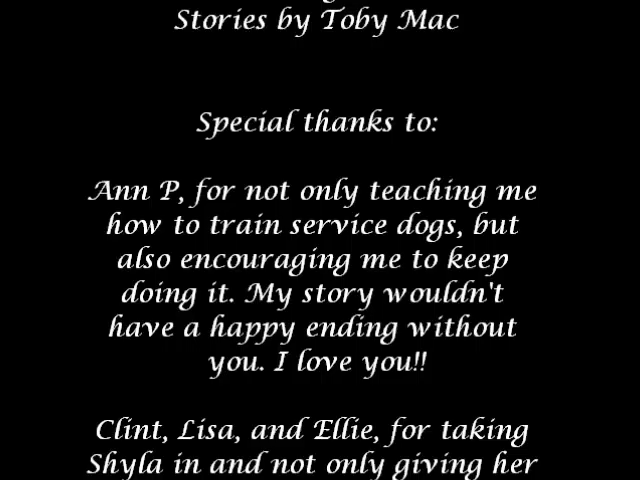 Stories by Toby Mac
Special thanks to:
Ann P, for not only teaching me
how to train service dogs, but
also encouraging me to keep
doing it. My story wouldn't
have a happy ending without
you. I love you!!
Clint, Lisa, and Ellie, for taking
Shyla in and not only giving her